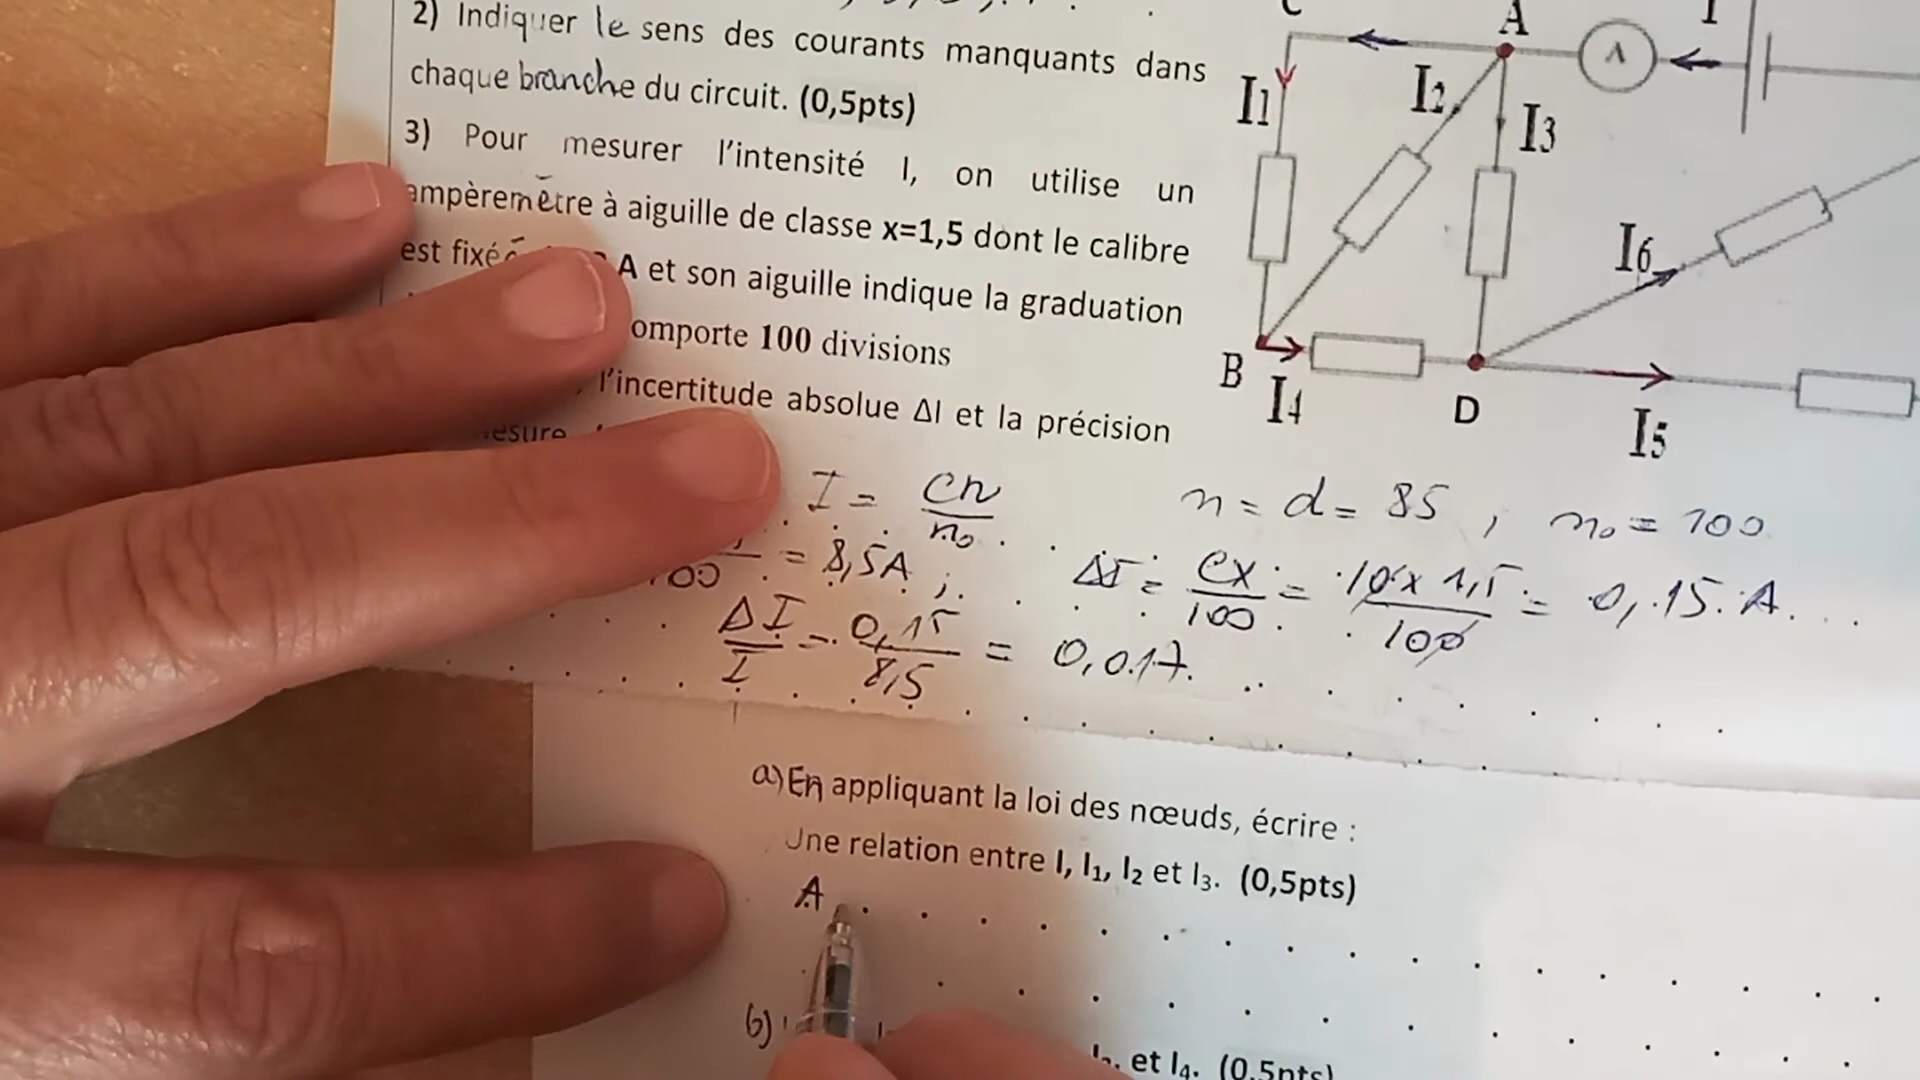 2) Indiquer le sens des courants manquants dans
chaque branche du circuit. (0,5pts)
3) Pour mesurer l'intensité I, on utilise un
ampèremètre à aiguille de classe x=1,5 dont le calibre
est fixé A et son aiguille indique la graduation
omporte 100 divisions
l'incertitude absolue ΔI et la précision
esure
C A I
A
I1 I2 I3
I6
B I4 D I5
I = Cn/n0 n = d = 85 , n0 = 100
= 8,5A ; ΔI = Cx/100 = 10x1,5/100 = 0,15 A
ΔI/I = 0,15/8,5 = 0,017
a) En appliquant la loi des nœuds, écrire :
Une relation entre I, I1, I2 et I3. (0,5pts)
A
b) et I4. (0,5pts)